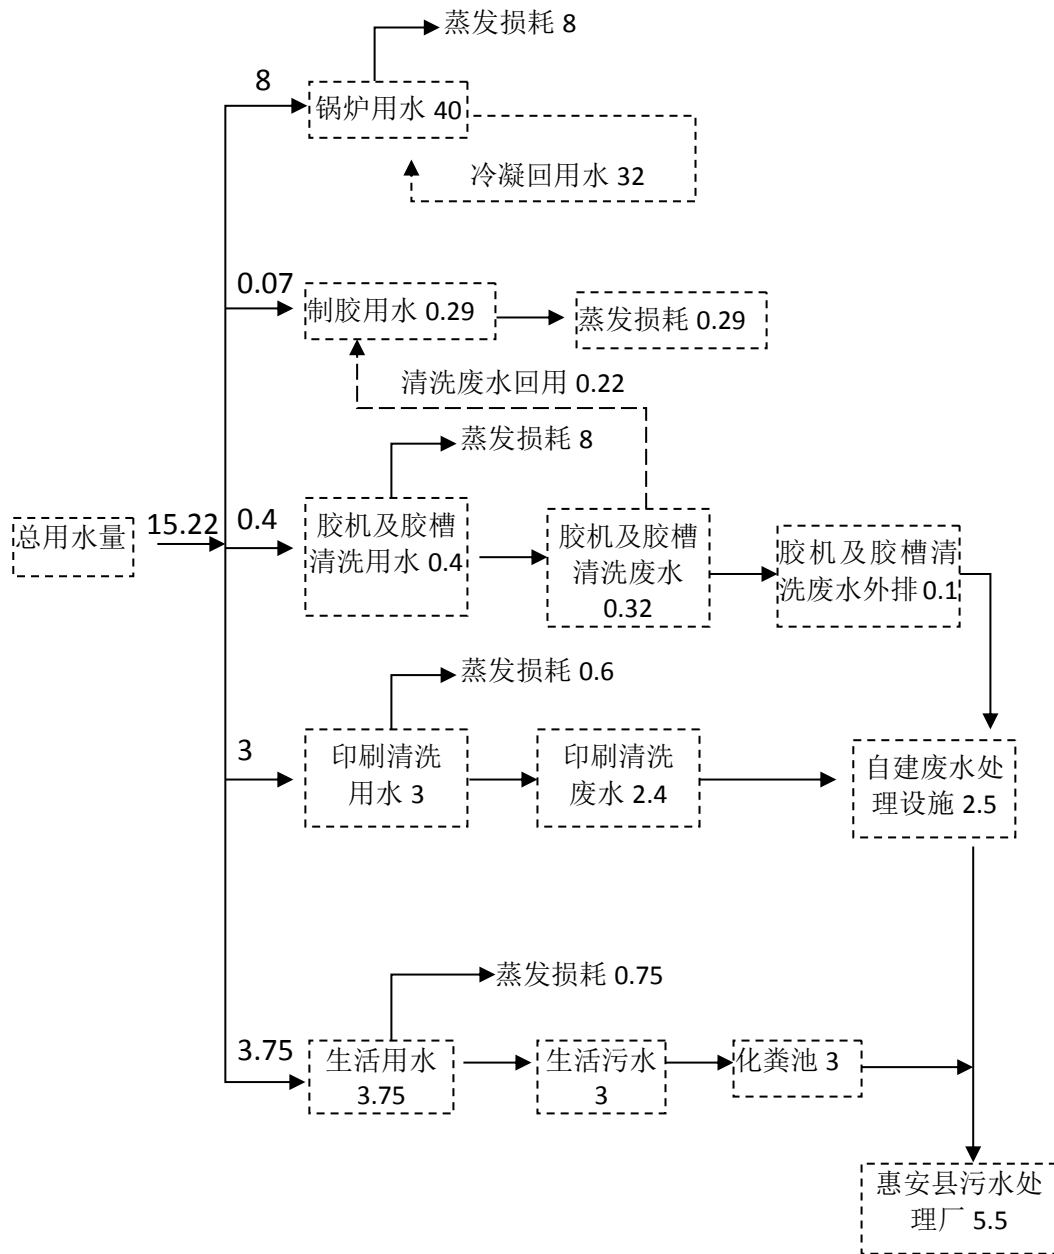 蒸发损耗 8
8
锅炉用水 40
冷凝回用水 32
0.07
制胶用水 0.29
蒸发损耗 0.29
清洗废水回用 0.22
蒸发损耗 8
总用水量
15.22
0.4
胶机及胶槽
清洗用水 0.4
胶机及胶槽
清洗废水
0.32
胶机及胶槽清
洗废水外排 0.1
蒸发损耗 0.6
3
印刷清洗
用水 3
印刷清洗
废水 2.4
自建废水处
理设施 2.5
蒸发损耗 0.75
3.75
生活用水
3.75
生活污水
3
化粪池 3
惠安县污水处
理厂 5.5